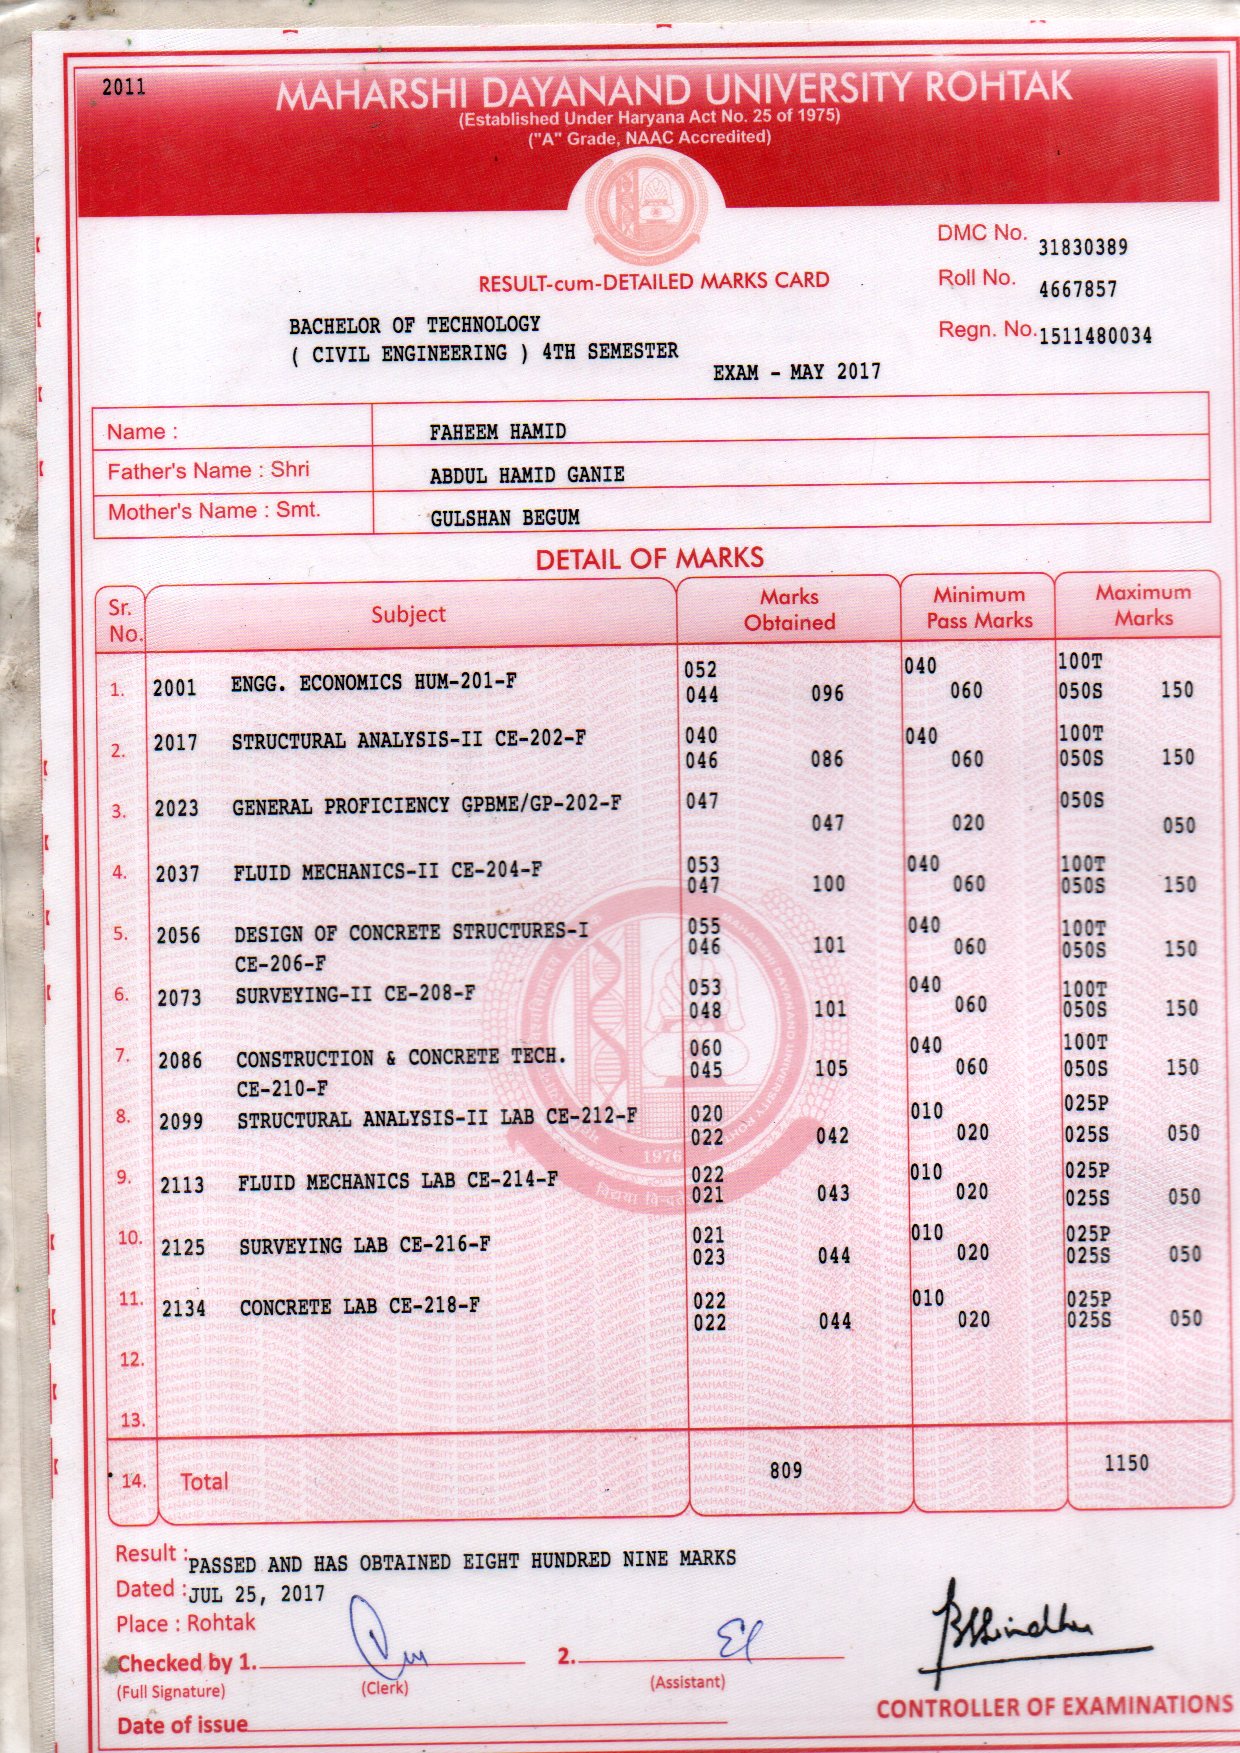 2011
MAHARSHI DAYANAND UNIVERSITY ROHTAK
(Established Under Haryana Act No. 25 of 1975)
("A" Grade, NAAC Accredited)
DMC No. 31830389
RESULT-cum-DETAILED MARKS CARD
Roll No. 4667857
BACHELOR OF TECHNOLOGY
Regn. No. 1511480034
( CIVIL ENGINEERING ) 4TH SEMESTER
EXAM - MAY 2017
Name : FAHEEM HAMID
Father's Name : Shri ABDUL HAMID GANIE
Mother's Name : Smt. GULSHAN BEGUM
DETAIL OF MARKS
Sr. No. Subject Marks Obtained Minimum Pass Marks Maximum Marks
1. 2001 ENGG. ECONOMICS HUM-201-F 052 040 100T
044 096 060 050S 150
2. 2017 STRUCTURAL ANALYSIS-II CE-202-F 040 040 100T
046 086 060 050S 150
3. 2023 GENERAL PROFICIENCY GPBME/GP-202-F 047 050S
047 020 050
4. 2037 FLUID MECHANICS-II CE-204-F 053 040 100T
047 100 060 050S 150
5. 2056 DESIGN OF CONCRETE STRUCTURES-I 055 040 100T
046 101 060 050S 150
CE-206-F
6. 2073 SURVEYING-II CE-208-F 053 040 100T
048 101 060 050S 150
7. 2086 CONSTRUCTION & CONCRETE TECH. 060 040 100T
045 105 060 050S 150
CE-210-F
8. 2099 STRUCTURAL ANALYSIS-II LAB CE-212-F 020 010 025P
022 042 020 025S 050
9. 2113 FLUID MECHANICS LAB CE-214-F 022 010 025P
021 043 020 025S 050
10. 2125 SURVEYING LAB CE-216-F 021 010 025P
023 044 020 025S 050
11. 2134 CONCRETE LAB CE-218-F 022 010 025P
022 044 020 025S 050
12.
13.
14. Total 809 1150
1976
Result : PASSED AND HAS OBTAINED EIGHT HUNDRED NINE MARKS
Dated : JUL 25, 2017
Place : Rohtak
Checked by 1. 2.
(Full Signature) (Clerk) (Assistant)
CONTROLLER OF EXAMINATIONS
Date of issue